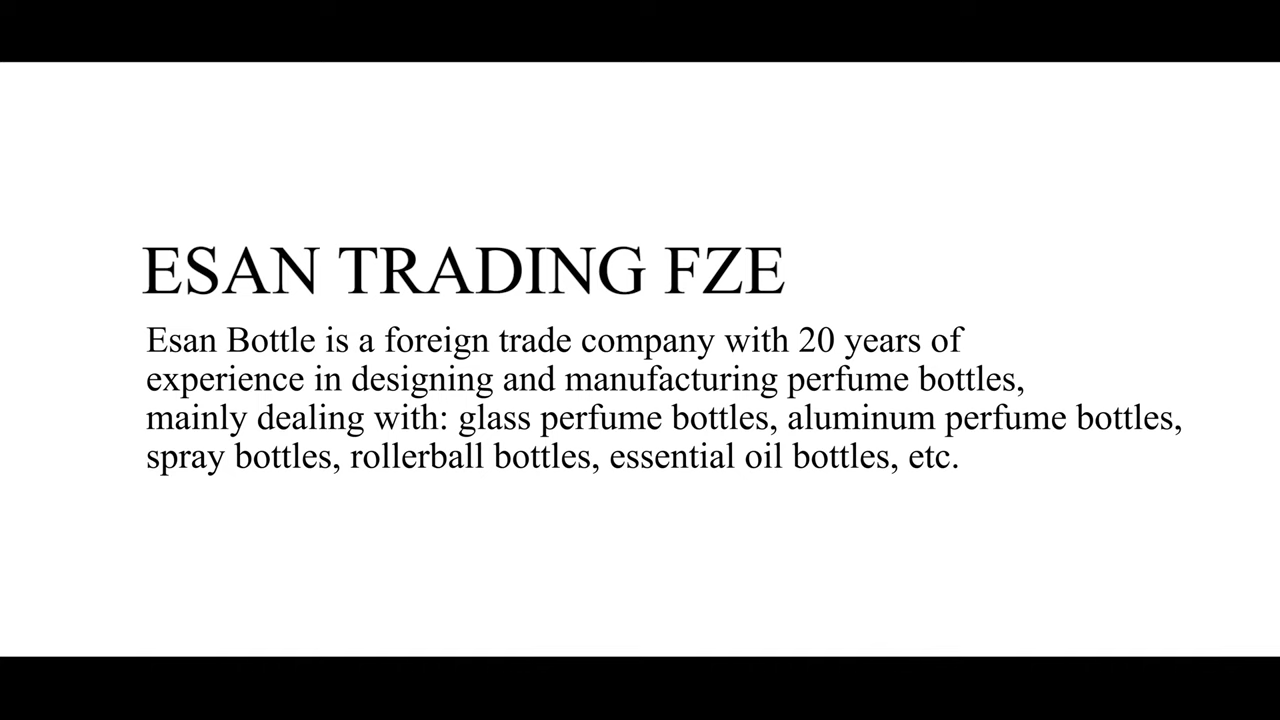 ESAN TRADING FZE
Esan Bottle is a foreign trade company with 20 years of
experience in designing and manufacturing perfume bottles,
mainly dealing with: glass perfume bottles, aluminum perfume bottles,
spray bottles, rollerball bottles, essential oil bottles, etc.